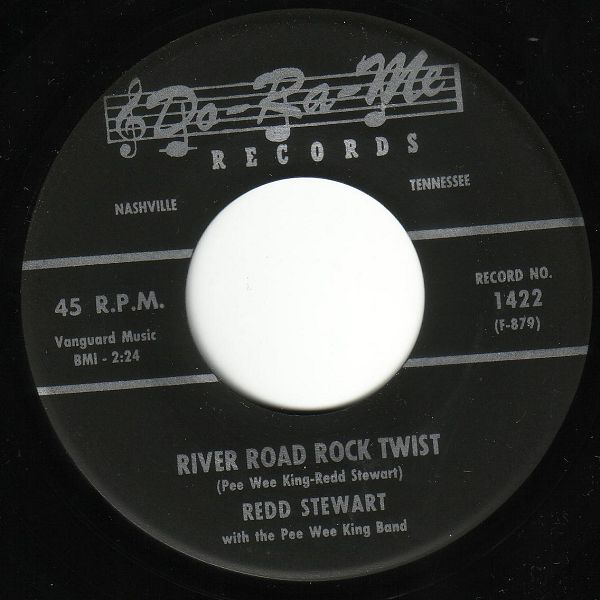 Do-Ra-Me
RECORDS
NASHVILLE
TENNESSEE
45 R.P.M.
Vanguard Music
BMI - 2:24
RECORD NO.
1422
(F-879)
RIVER ROAD ROCK TWIST
(Pee Wee King-Redd Stewart)
REDD STEWART
with the Pee Wee King Band